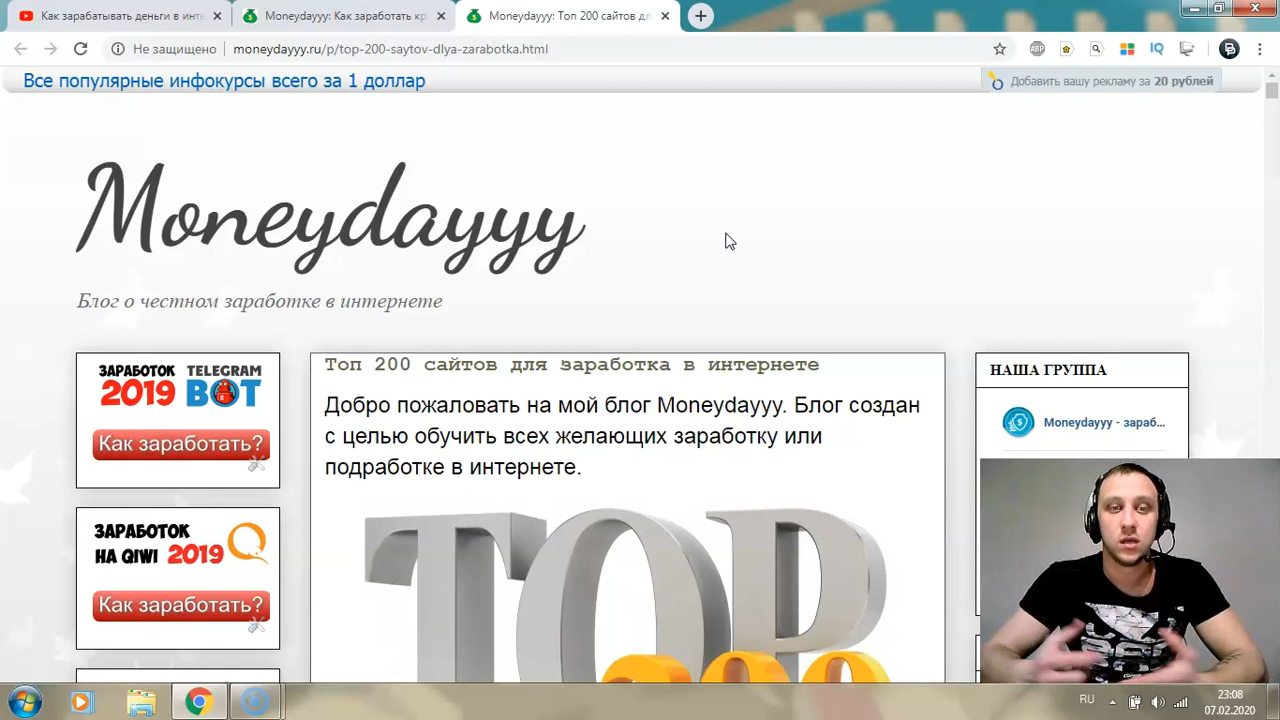 Как зарабатывать деньги в инте
Moneydayyy: Как заработать кр
Moneydayyy: Топ 200 сайтов дл
Не защищено
moneydayyy.ru/p/top-200-saytov-dlya-zarabotka.html
ABP
IQ
Все популярные инфокурсы всего за 1 доллар
Добавить вашу рекламу за 20 рублей
Moneydayyy
Блог о честном заработке в интернете
ЗАРАБОТОК 2019
TELEGRAM BOT
Как заработать?
ЗАРАБОТОК
НА QIWI 2019
Как заработать?
Топ 200 сайтов для заработка в интернете
Добро пожаловать на мой блог Moneydayyy. Блог создан
с целью обучить всех желающих заработку или
подработке в интернете.
TOP
200
НАША ГРУППА
Moneydayyy - зараб...
RU
23:08
07.02.2020